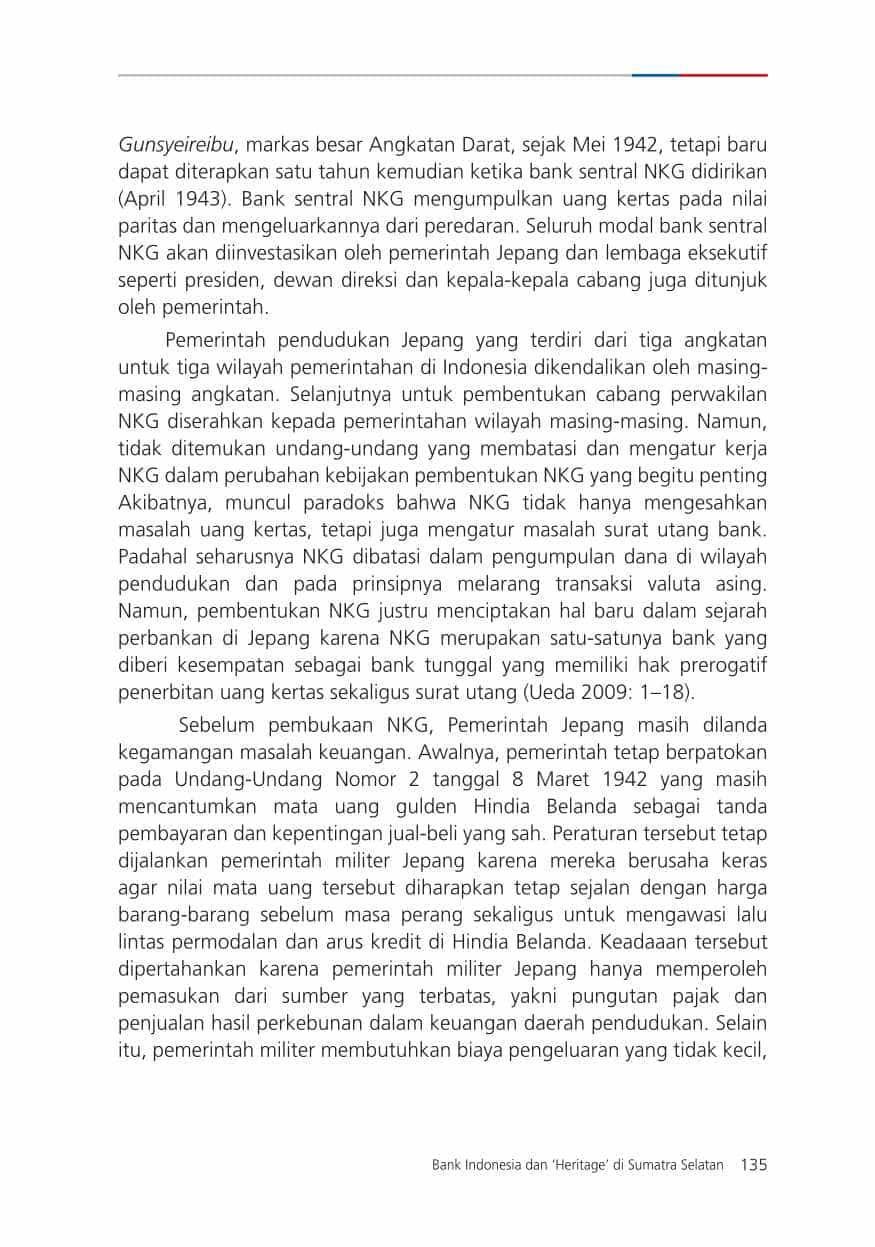 Gunsyeireibu, markas besar Angkatan Darat, sejak Mei 1942, tetapi baru
dapat diterapkan satu tahun kemudian ketika bank sentral NKG didirikan
(April 1943). Bank sentral NKG mengumpulkan uang kertas pada nilai
paritas dan mengeluarkannya dari peredaran. Seluruh modal bank sentral
NKG akan diinvestasikan oleh pemerintah Jepang dan lembaga eksekutif
seperti presiden, dewan direksi dan kepala-kepala cabang juga ditunjuk
oleh pemerintah.
Pemerintah pendudukan Jepang yang terdiri dari tiga angkatan
untuk tiga wilayah pemerintahan di Indonesia dikendalikan oleh masing-
masing angkatan. Selanjutnya untuk pembentukan cabang perwakilan
NKG diserahkan kepada pemerintahan wilayah masing-masing. Namun,
tidak ditemukan undang-undang yang membatasi dan mengatur kerja
NKG dalam perubahan kebijakan pembentukan NKG yang begitu penting
Akibatnya, muncul paradoks bahwa NKG tidak hanya mengesahkan
masalah uang kertas, tetapi juga mengatur masalah surat utang bank.
Padahal seharusnya NKG dibatasi dalam pengumpulan dana di wilayah
pendudukan dan pada prinsipnya melarang transaksi valuta asing.
Namun, pembentukan NKG justru menciptakan hal baru dalam sejarah
perbankan di Jepang karena NKG merupakan satu-satunya bank yang
diberi kesempatan sebagai bank tunggal yang memiliki hak prerogatif
penerbitan uang kertas sekaligus surat utang (Ueda 2009: 1–18).
Sebelum pembukaan NKG, Pemerintah Jepang masih dilanda
kegamangan masalah keuangan. Awalnya, pemerintah tetap berpatokan
pada Undang-Undang Nomor 2 tanggal 8 Maret 1942 yang masih
mencantumkan mata uang gulden Hindia Belanda sebagai tanda
pembayaran dan kepentingan jual-beli yang sah. Peraturan tersebut tetap
dijalankan pemerintah militer Jepang karena mereka berusaha keras
agar nilai mata uang tersebut diharapkan tetap sejalan dengan harga
barang-barang sebelum masa perang sekaligus untuk mengawasi lalu
lintas permodalan dan arus kredit di Hindia Belanda. Keadaaan tersebut
dipertahankan karena pemerintah militer Jepang hanya memperoleh
pemasukan dari sumber yang terbatas, yakni pungutan pajak dan
penjualan hasil perkebunan dalam keuangan daerah pendudukan. Selain
itu, pemerintah militer membutuhkan biaya pengeluaran yang tidak kecil,
Bank Indonesia dan ‘Heritage’ di Sumatra Selatan 135